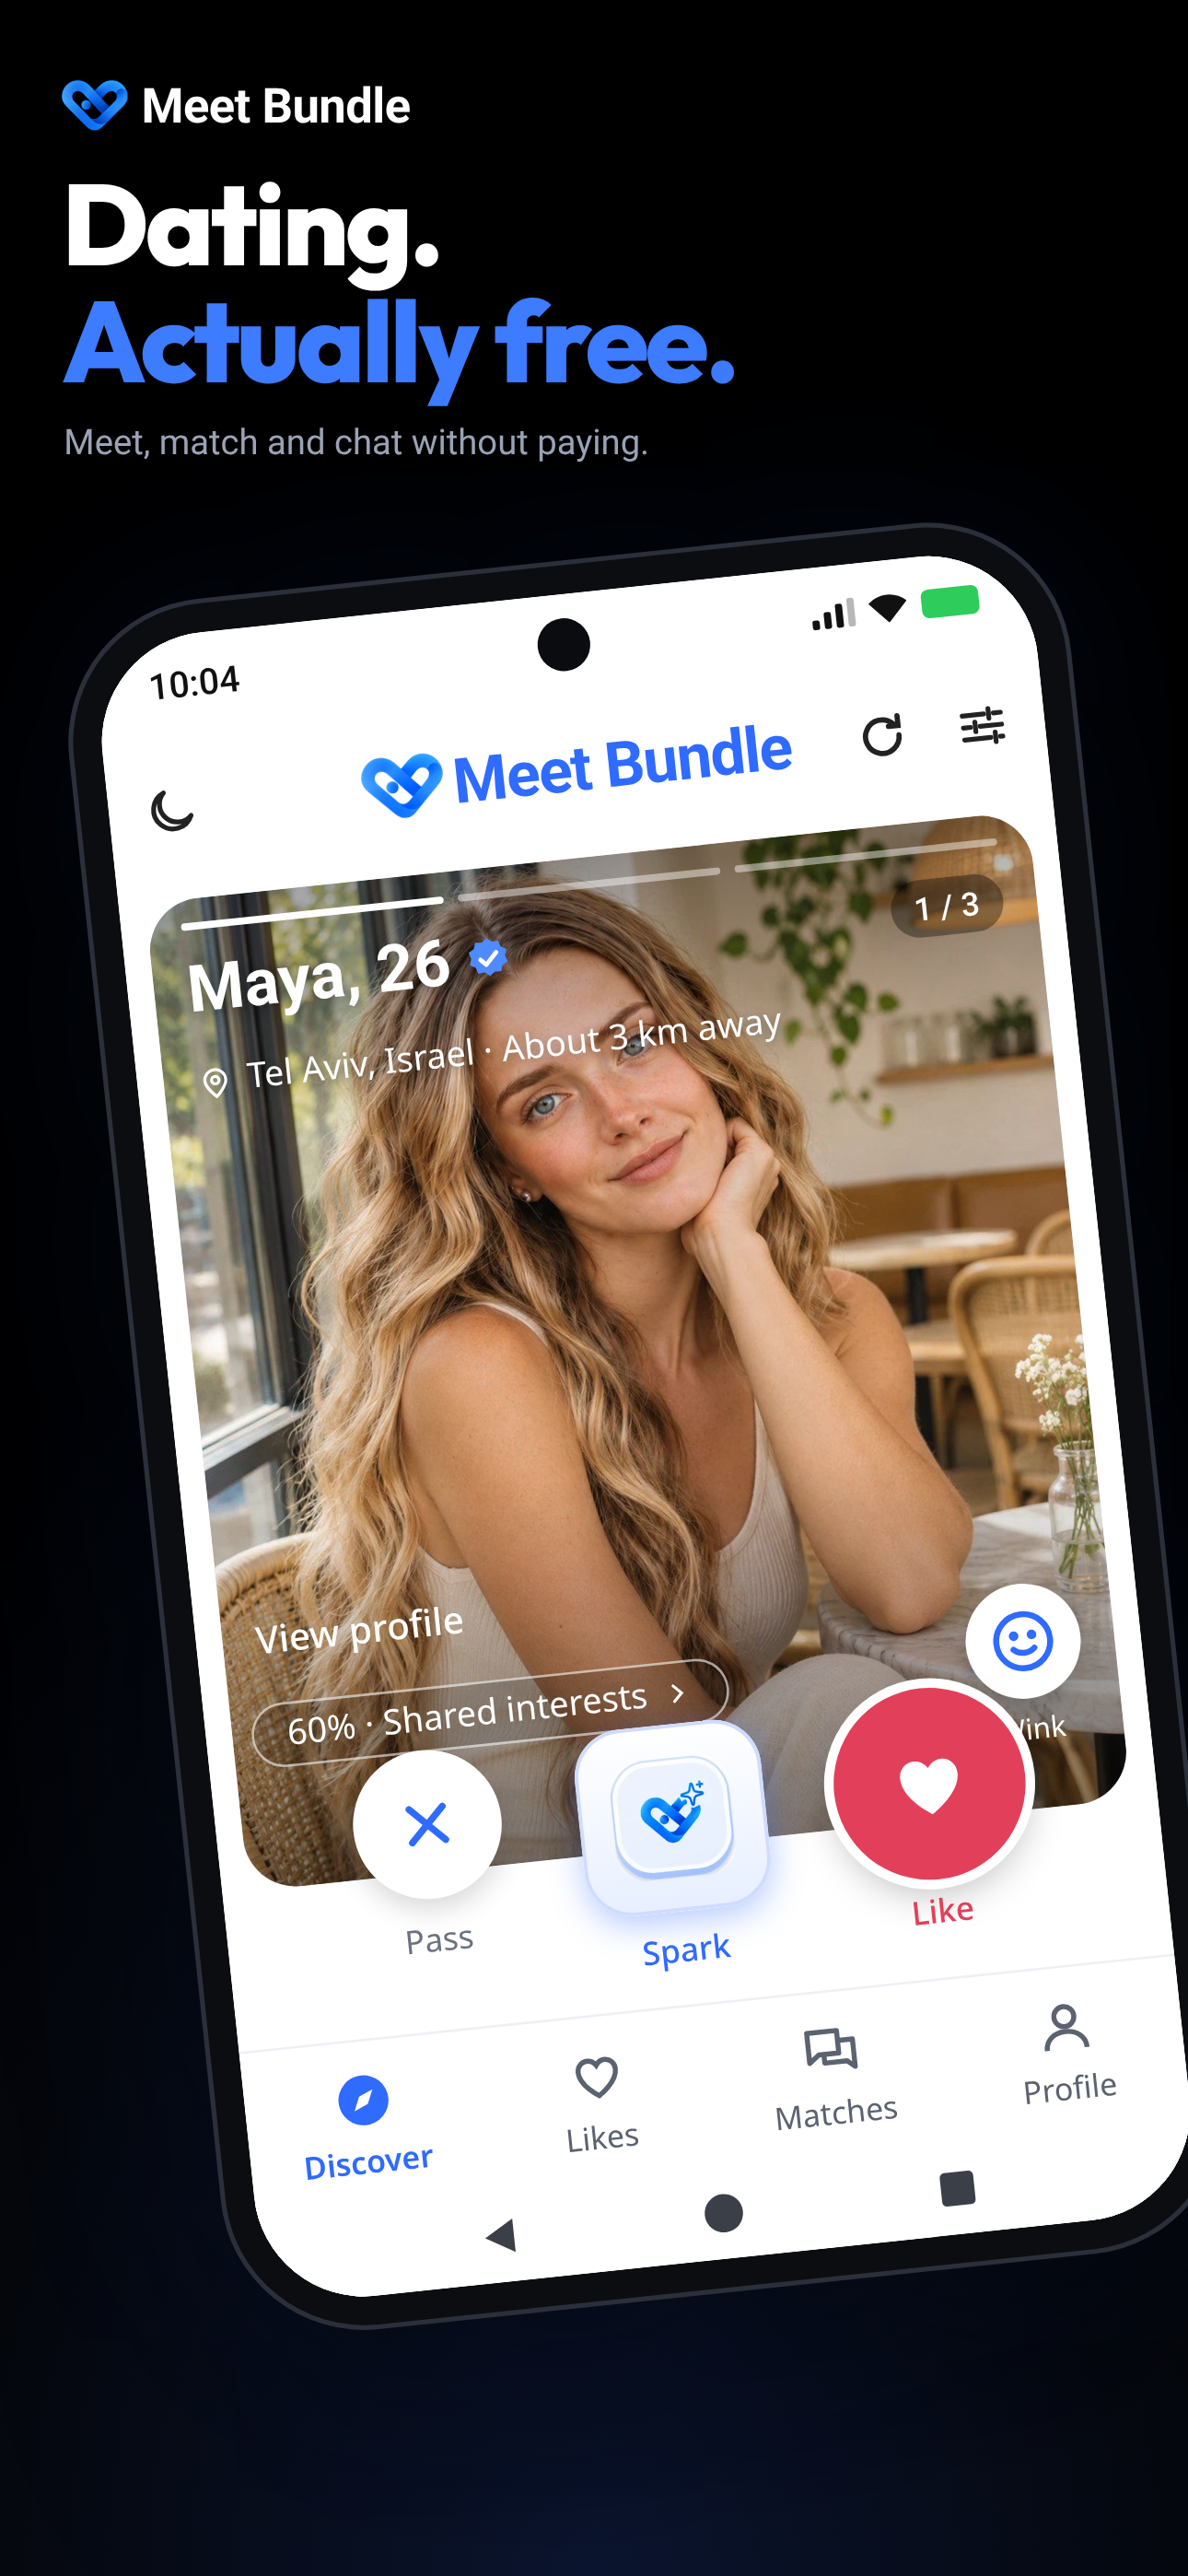 Meet Bundle
Dating.
Actually free.
Meet, match and chat without paying.
10:04
Meet Bundle
1 / 3
Maya, 26
Tel Aviv, Israel · About 3 km away
View profile
60% · Shared interests
Pass
Spark
Like
Discover
Likes
Matches
Profile